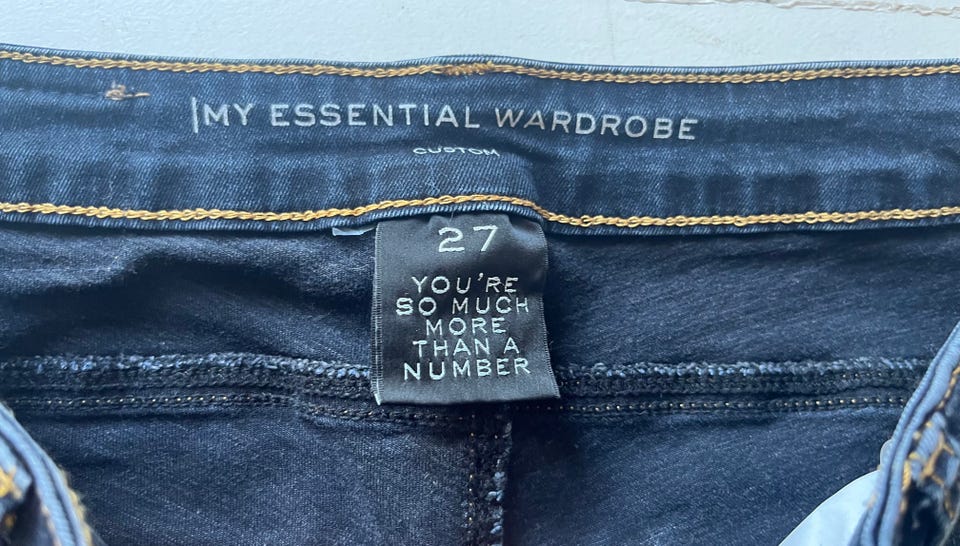 MY ESSENTIAL WARDROBE
CUSTOM
27
YOU'RE
SO MUCH
MORE
THAN A
NUMBER